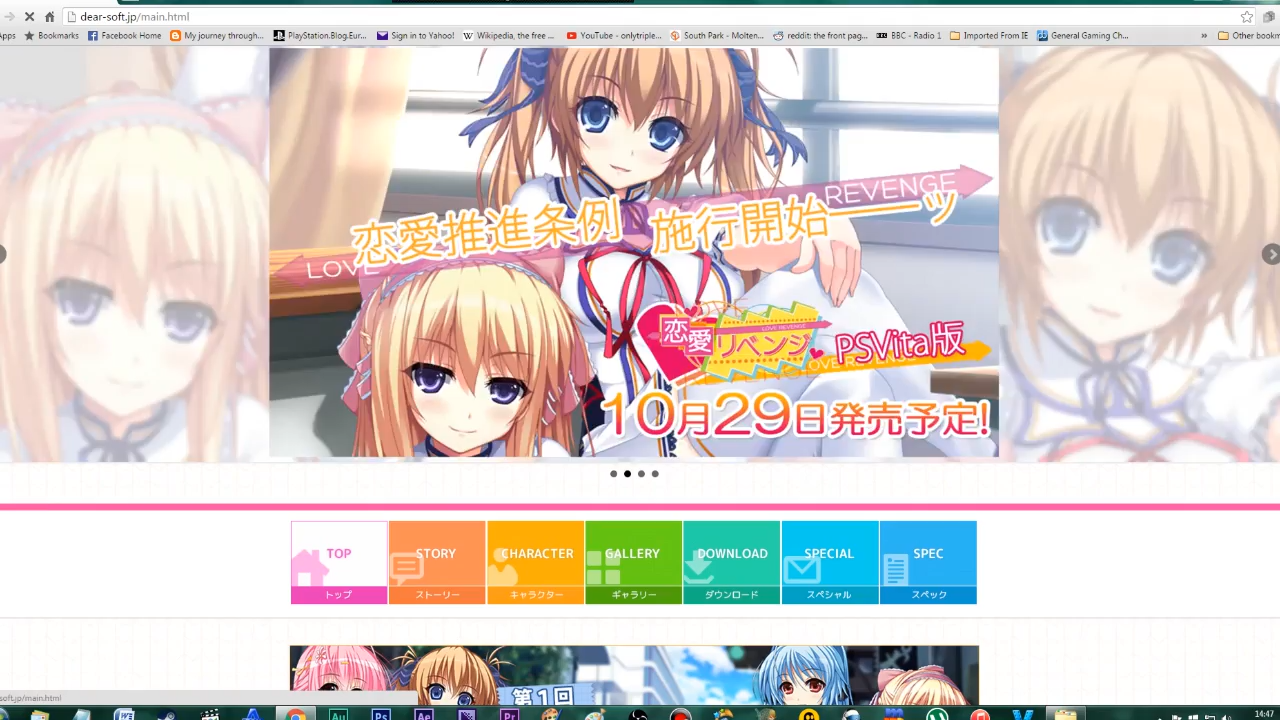 dear-soft.jp/main.html
Apps
Bookmarks
Facebook Home
My journey through...
PlayStation.Blog.Eur...
Sign in to Yahoo!
Wikipedia, the free ...
YouTube - onlytriple...
South Park - Molten...
reddit: the front pag...
BBC - Radio 1
Imported From IE
General Gaming Ch...
»
Other bookm
REVENGE
恋愛推進条例 施行開始――ッ
LOVE
恋愛リベンジ
LOVE REVENGE
PSVita版
10月29日発売予定!
TOP
トップ
STORY
ストーリー
CHARACTER
キャラクター
GALLERY
ギャラリー
DOWNLOAD
ダウンロード
SPECIAL
スペシャル
SPEC
スペック
第1回
soft.jp/main.html
14:47